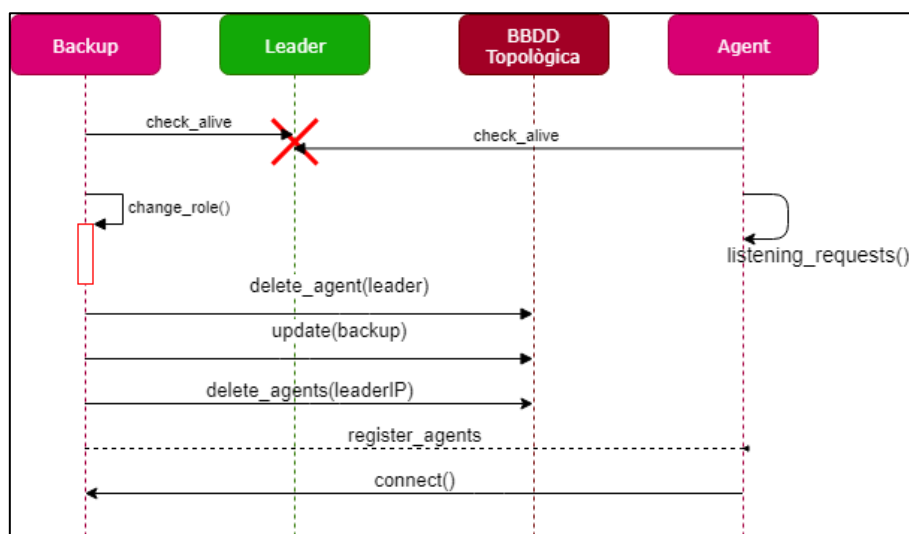 Backup
Leader
BBDD
Topològica
Agent
check_alive
check_alive
change_role()
listening_requests()
delete_agent(leader)
update(backup)
delete_agents(leaderIP)
register_agents
connect()